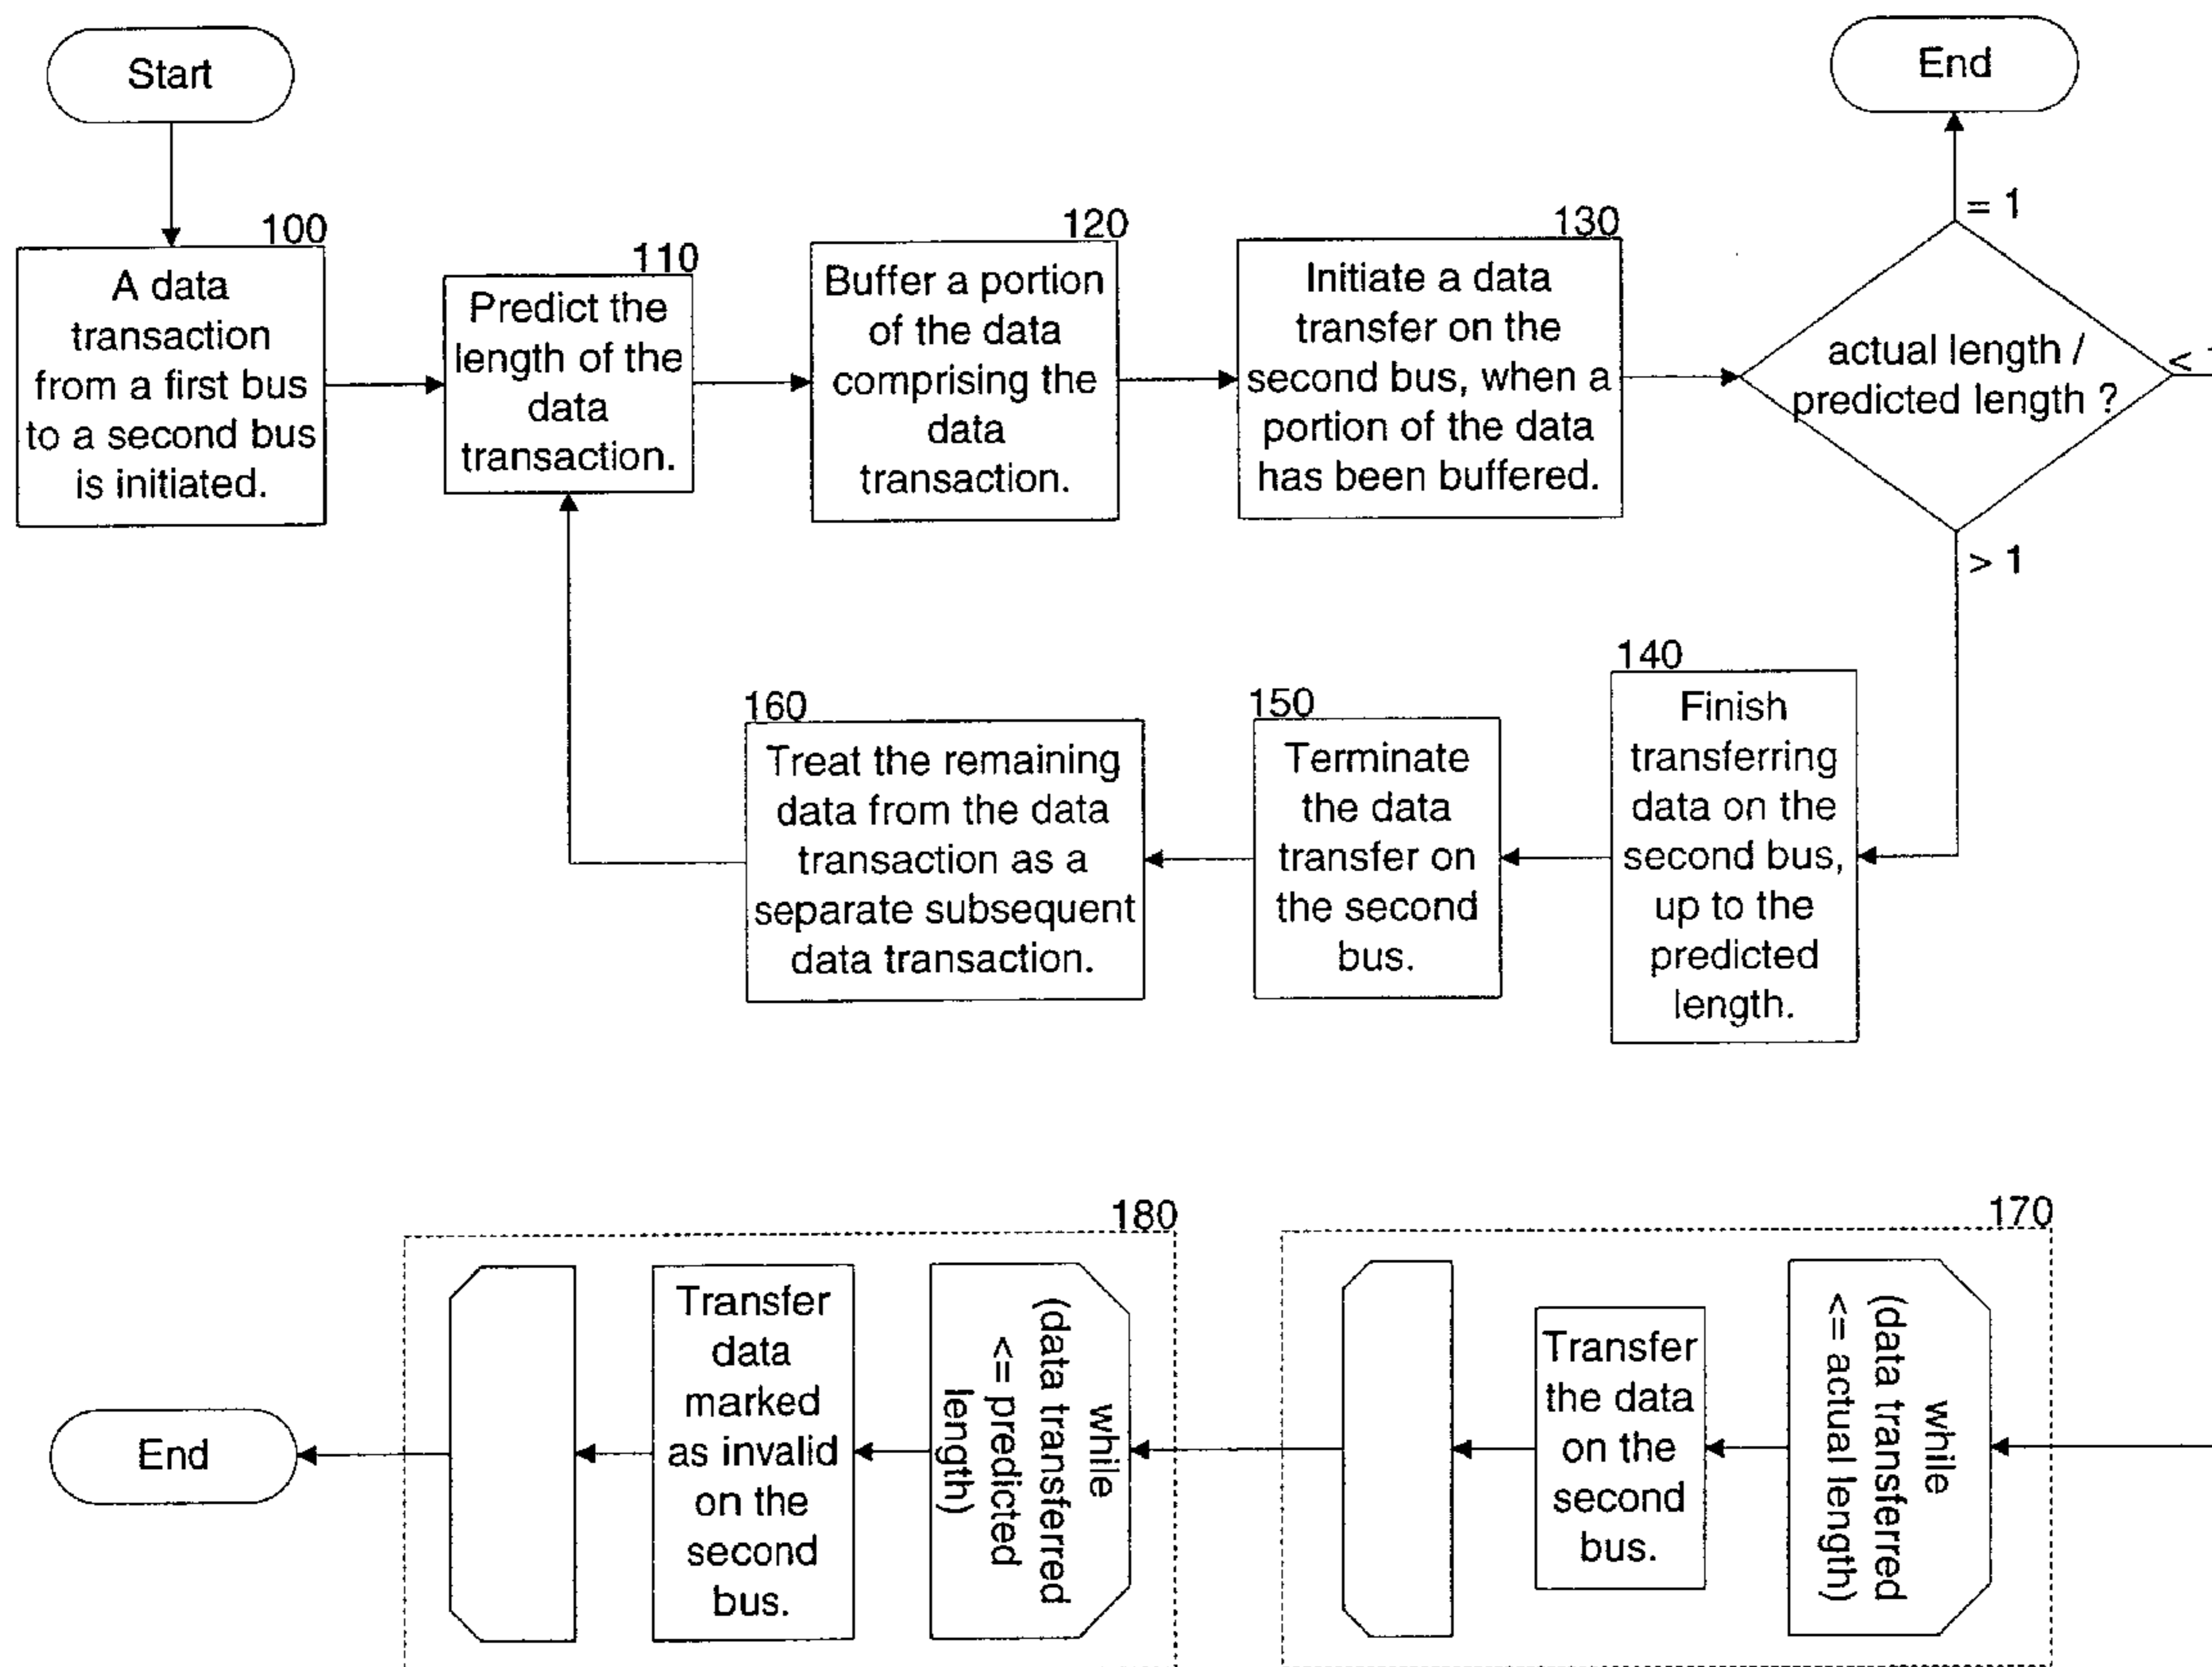 Start
End
100
A data
transaction
from a first bus
to a second bus
is initiated.
110
Predict the
length of the
data
transaction.
120
Buffer a portion
of the data
comprising the
data
transaction.
130
Initiate a data
transfer on the
second bus, when a
portion of the data
has been buffered.
= 1
actual length /
predicted length ?
<
> 1
140
Finish
transferring
data on the
second bus,
up to the
predicted
length.
150
Terminate
the data
transfer on
the second
bus.
160
Treat the remaining
data from the data
transaction as a
separate subsequent
data transaction.
170
while
(data transferred
<= actual length)
Transfer
the data
on the
second
bus.
180
while
(data transferred
<= predicted
length)
Transfer
data
marked
as invalid
on the
second
bus.
End